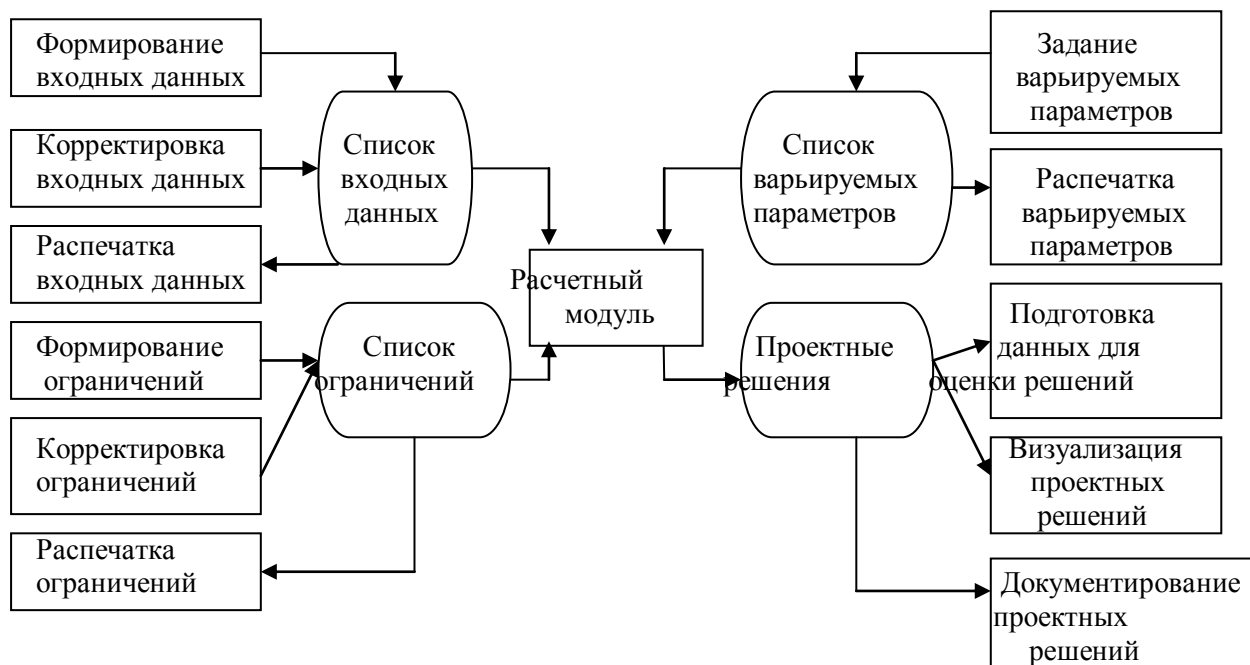 Формирование
входных данных
Корректировка
входных данных
Распечатка
входных данных
Формирование
ограничений
Корректировка
ограничений
Распечатка
ограничений
Список
входных
данных
Список
ограничений
Расчетный
модуль
Список
варьируемых
параметров
Проектные
решения
Задание
варьируемых
параметров
Распечатка
варьируемых
параметров
Подготовка
данных для
оценки решений
Визуализация
проектных
решений
Документирование
проектных
решений